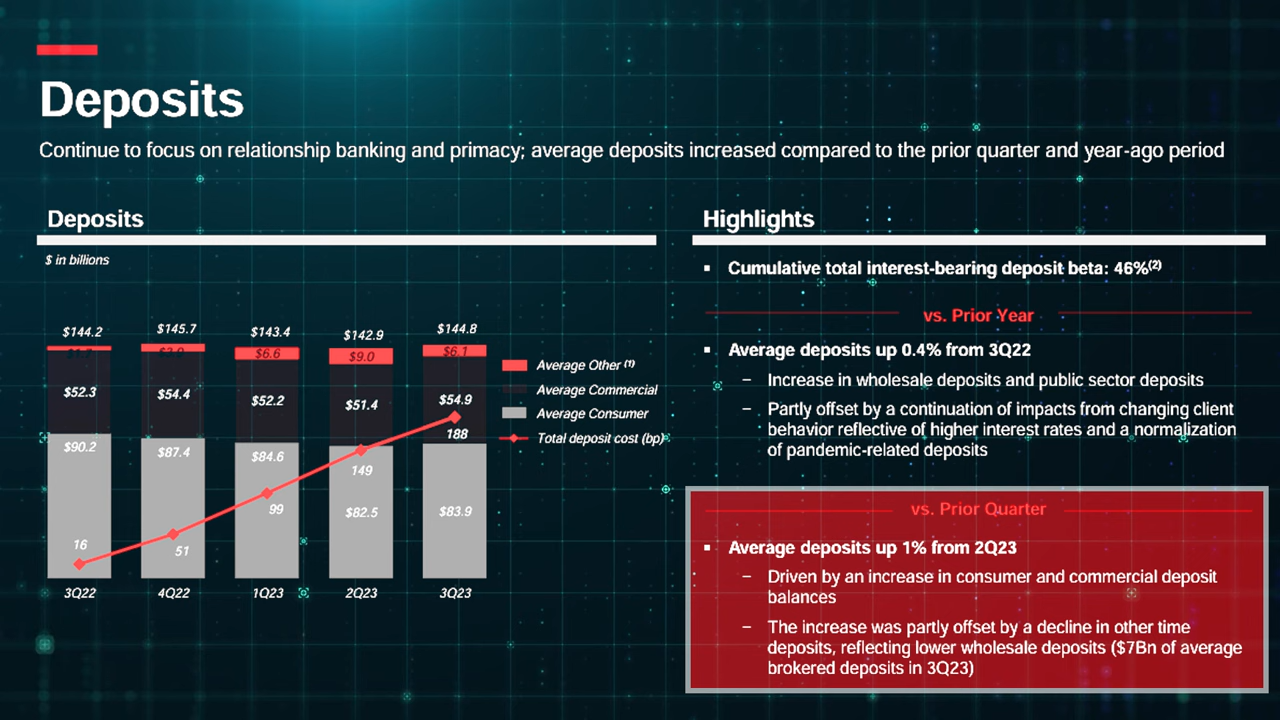 Deposits
Continue to focus on relationship banking and primacy; average deposits increased compared to the prior quarter and year-ago period
Deposits
$ in billions
$144.2
$145.7
$143.4
$142.9
$144.8
$6.6
$9.0
$6.1
$52.3
$54.4
$52.2
$51.4
$54.9
$90.2
$87.4
$84.6
$82.5
$83.9
16
51
99
149
188
3Q22
4Q22
1Q23
2Q23
3Q23
Average Other (1)
Average Commercial
Average Consumer
Total deposit cost (bp)
Highlights
▪ Cumulative total interest-bearing deposit beta: 46%(2)
vs. Prior Year
▪ Average deposits up 0.4% from 3Q22
– Increase in wholesale deposits and public sector deposits
– Partly offset by a continuation of impacts from changing client
behavior reflective of higher interest rates and a normalization
of pandemic-related deposits
vs. Prior Quarter
▪ Average deposits up 1% from 2Q23
– Driven by an increase in consumer and commercial deposit
balances
– The increase was partly offset by a decline in other time
deposits, reflecting lower wholesale deposits ($7Bn of average
brokered deposits in 3Q23)